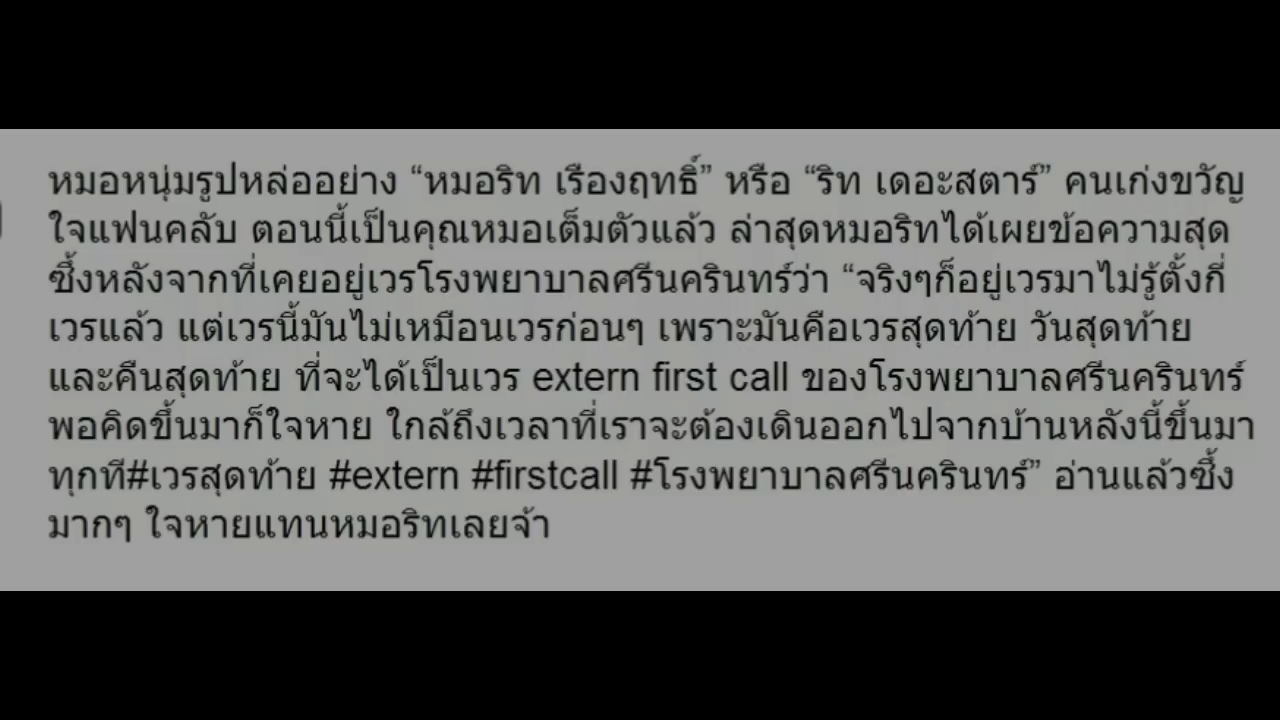 หมอหนุ่มรูปหล่ออย่าง “หมอริท เรืองฤทธิ์” หรือ “ริท เดอะสตาร์” คนเก่งขวัญ
ใจแฟนคลับ ตอนนี้เป็นคุณหมอเต็มตัวแล้ว ล่าสุดหมอริทได้เผยข้อความสุด
ซึ้งหลังจากที่เคยอยู่เวรโรงพยาบาลศรีนครินทร์ว่า “จริงๆก็อยู่เวรมาไม่รู้ตั้งกี่
เวรแล้ว แต่เวรนี้มันไม่เหมือนเวรก่อนๆ เพราะมันคือเวรสุดท้าย วันสุดท้าย
และคืนสุดท้าย ที่จะได้เป็นเวร extern first call ของโรงพยาบาลศรีนครินทร์
พอคิดขึ้นมาก็ใจหาย ใกล้ถึงเวลาที่เราจะต้องเดินออกไปจากบ้านหลังนี้ขึ้นมา
ทุกที#เวรสุดท้าย #extern #firstcall #โรงพยาบาลศรีนครินทร์” อ่านแล้วซึ้ง
มากๆ ใจหายแทนหมอริทเลยจ้า